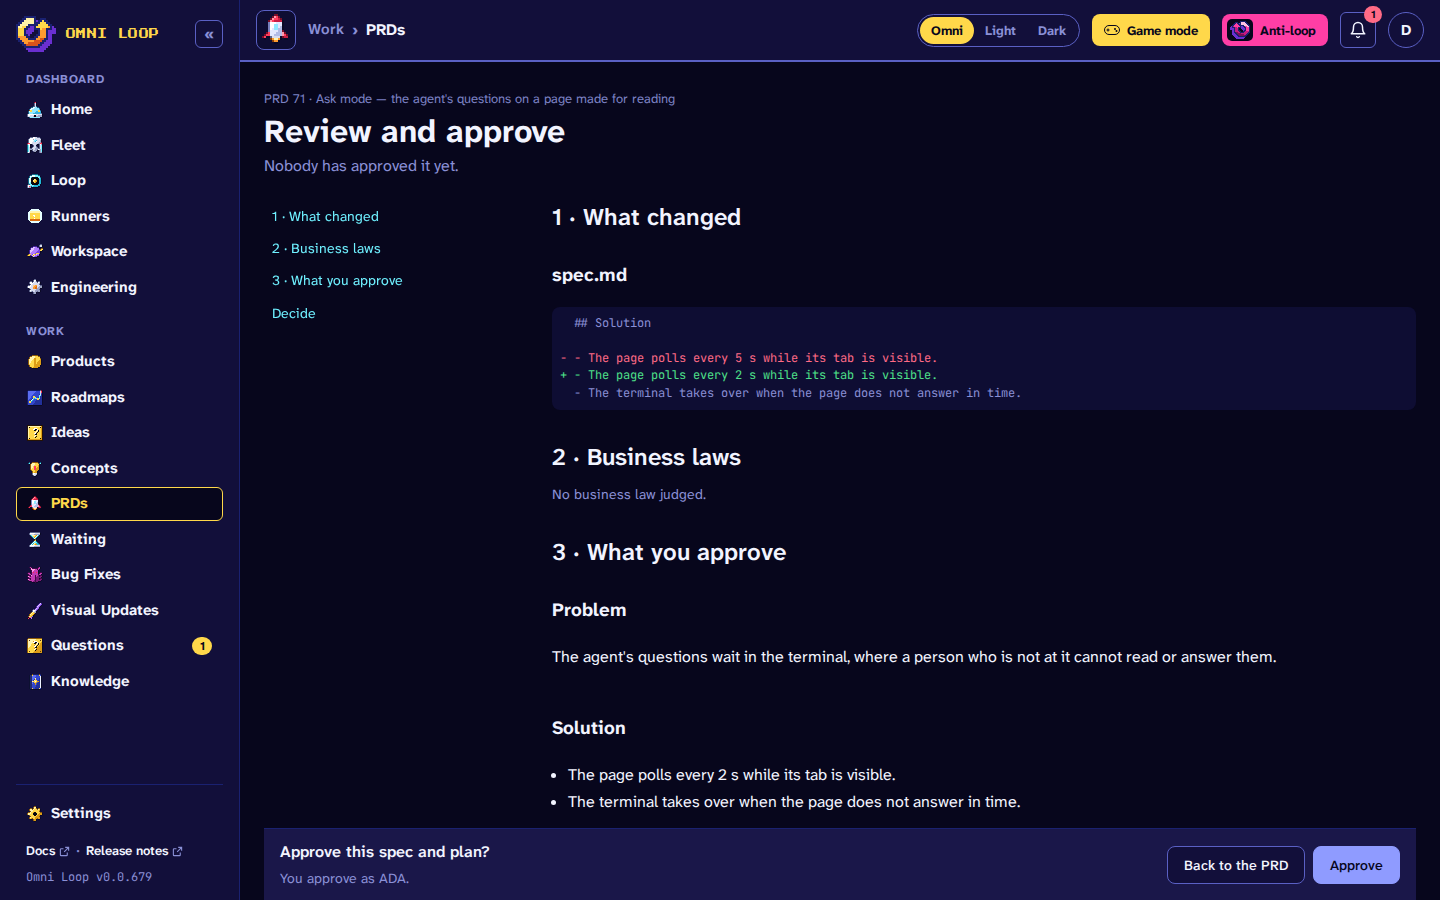 OMNI LOOP
«
DASHBOARD
Home
Fleet
Loop
Runners
Workspace
Engineering
WORK
Products
Roadmaps
Ideas
Concepts
PRDs
Waiting
Bug Fixes
Visual Updates
Questions 1
Knowledge
Settings
Docs · Release notes
Omni Loop v0.0.679
Work › PRDs
Omni Light Dark
Game mode
Anti-loop
1
D
PRD 71 · Ask mode — the agent's questions on a page made for reading
Review and approve
Nobody has approved it yet.
1 · What changed
2 · Business laws
3 · What you approve
Decide
1 · What changed
spec.md
## Solution
- - The page polls every 5 s while its tab is visible.
+ - The page polls every 2 s while its tab is visible.
- The terminal takes over when the page does not answer in time.
2 · Business laws
No business law judged.
3 · What you approve
Problem
The agent's questions wait in the terminal, where a person who is not at it cannot read or answer them.
Solution
• The page polls every 2 s while its tab is visible.
• The terminal takes over when the page does not answer in time.
Approve this spec and plan?
You approve as ADA.
Back to the PRD
Approve